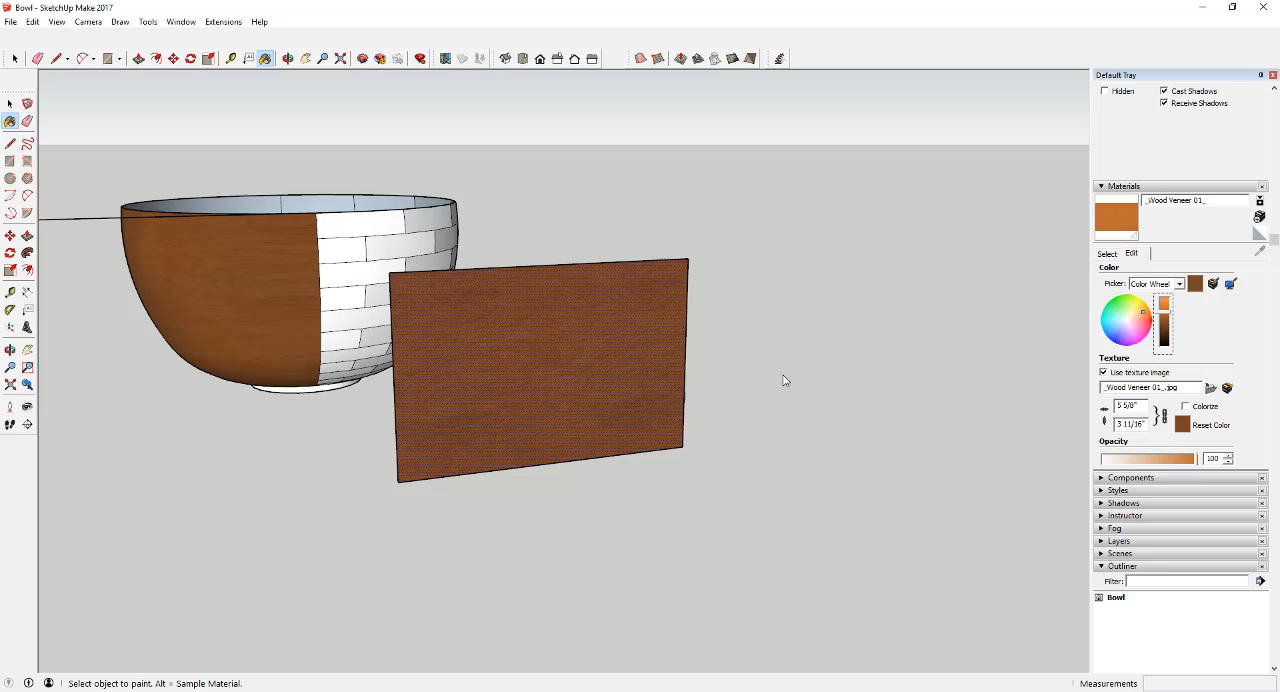 Bowl - SketchUp Make 2017
File Edit View Camera Draw Tools Window Extensions Help
Default Tray
Hidden Cast Shadows
Receive Shadows
Materials
_Wood Veneer 01_
Select Edit
Color
Picker: Color Wheel
Texture
Use texture image
_Wood Veneer 01_.jpg
5 5/8" Colorize
3 11/16" Reset Color
Opacity
100
Components
Styles
Shadows
Instructor
Fog
Layers
Scenes
Outliner
Filter:
Bowl
Select object to paint. Alt = Sample Material. Measurements